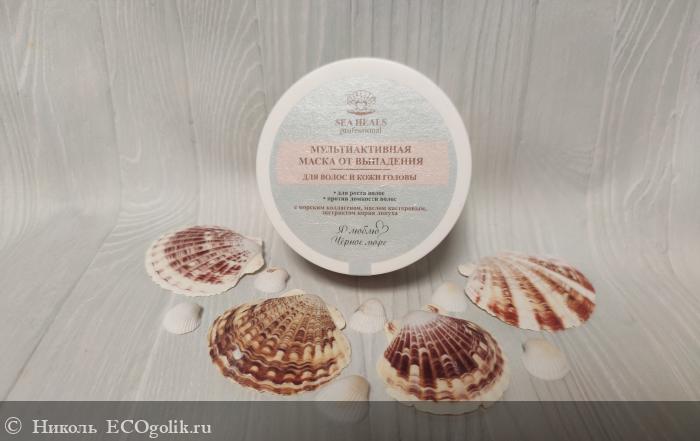 SEA HEALS
professional
МУЛЬТИАКТИВНАЯ
МАСКА ОТ ВЫПАДЕНИЯ
ДЛЯ ВОЛОС И КОЖИ ГОЛОВЫ
• для роста волос
• против ломкости волос
с морским коллагеном, маслом касторовым,
экстрактом корня лопуха
Я люблю
Чёрное море
© Николь ECOgolik.ru